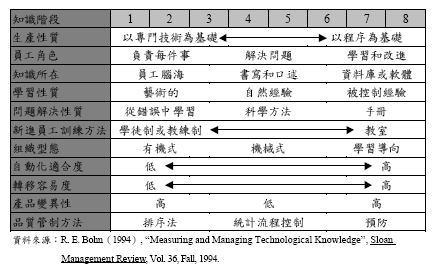 知識階段 1 2 3 4 5 6 7 8
生產性質 以專門技術為基礎 以程序為基礎
員工角色 負責每件事 解決問題 學習和改進
知識所在 員工腦海 書寫和口述 資料庫或軟體
學習性質 藝術的 自然經驗 被控制經驗
問題解決性質 從錯誤中學習 科學方法 手冊
新進員工訓練方法 學徒制或教練制 教室
組織型態 有機式 機械式 學習導向
自動化適合度 低 高
轉移容易度 低 高
產品變異性 高 低 高
品質管制方法 排序法 統計流程控制 預防
資料來源：R. E. Bohn（1994）, “Measuring and Managing Technological Knowledge”, Sloan
Management Review, Vol. 36, Fall, 1994.